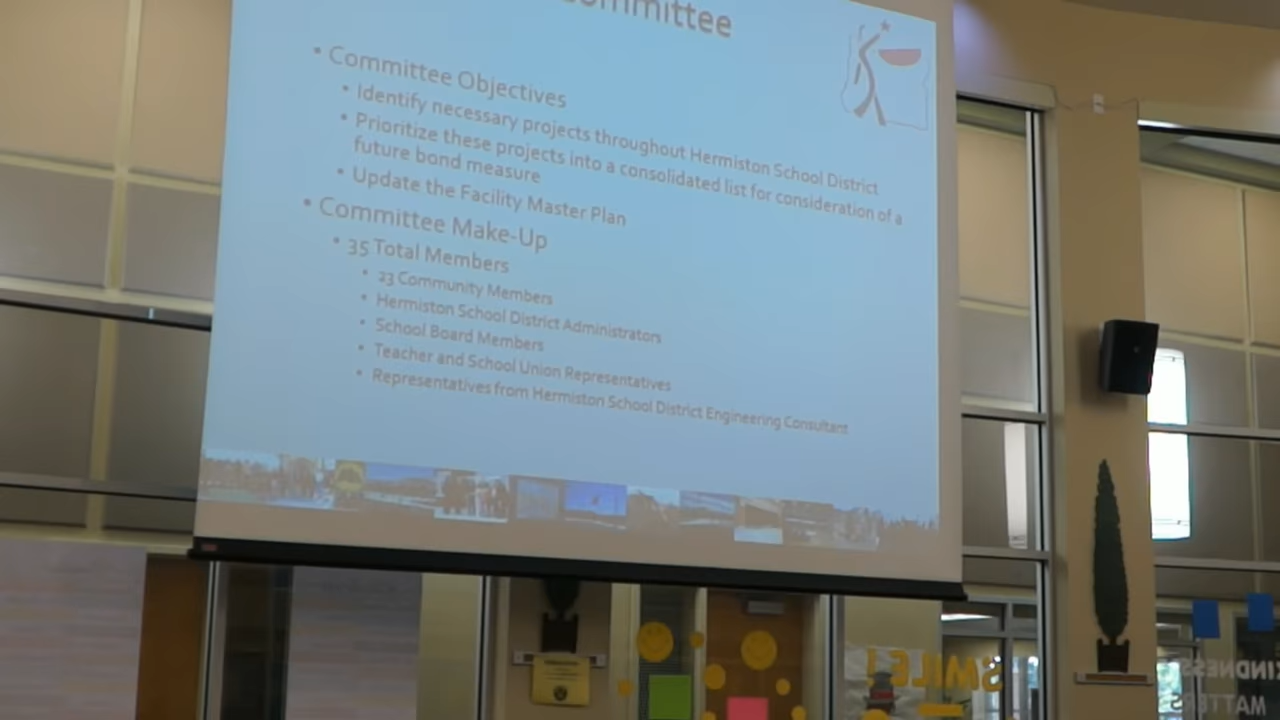 Committee
• Committee Objectives
• Identify necessary projects throughout Hermiston School District
• Prioritize these projects into a consolidated list for consideration of a
future bond measure
• Update the Facility Master Plan
• Committee Make-Up
• 35 Total Members
• 23 Community Members
• Hermiston School District Administrators
• School Board Members
• Teacher and School Union Representatives
• Representatives from Hermiston School District Engineering Consultant
SMILE!
KINDNESS
MATTERS